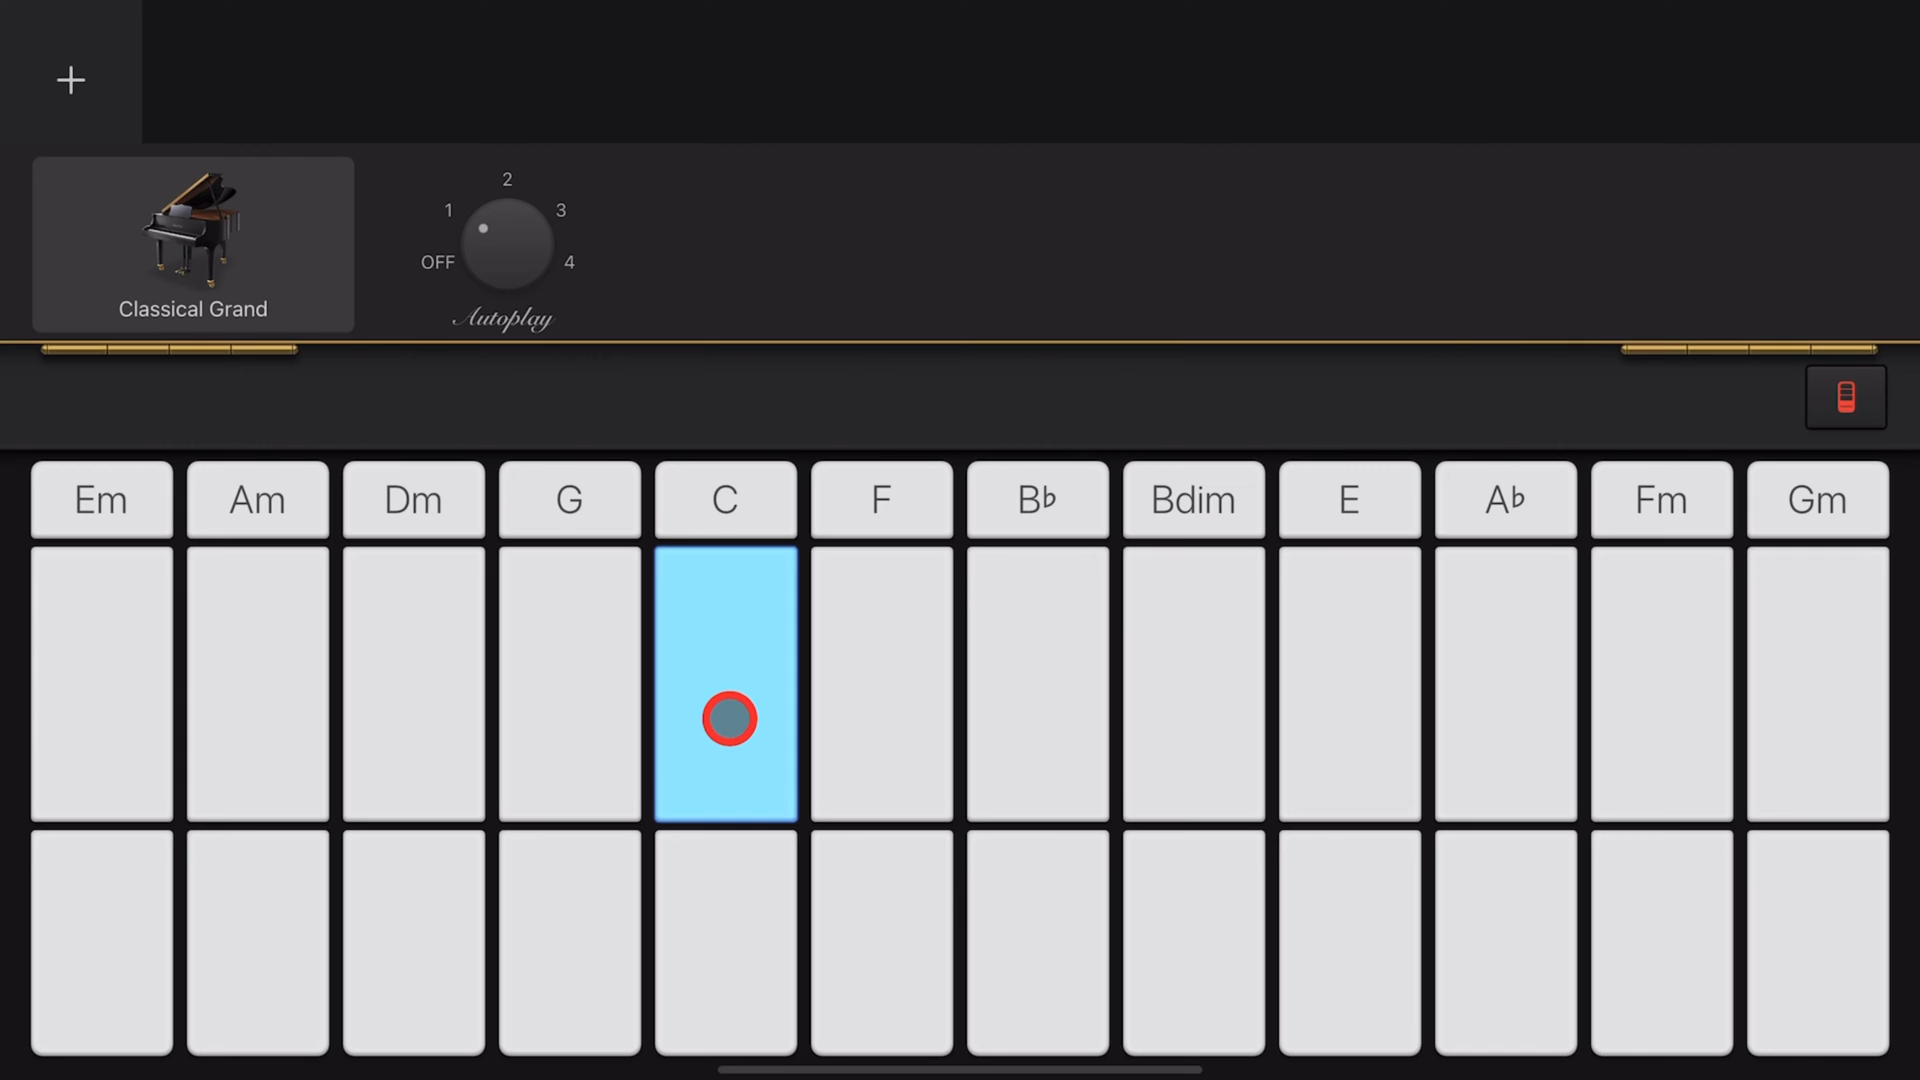 2
1
3
OFF
4
Classical Grand
Autoplay
Em Am Dm G C F B♭ Bdim E A♭ Fm Gm